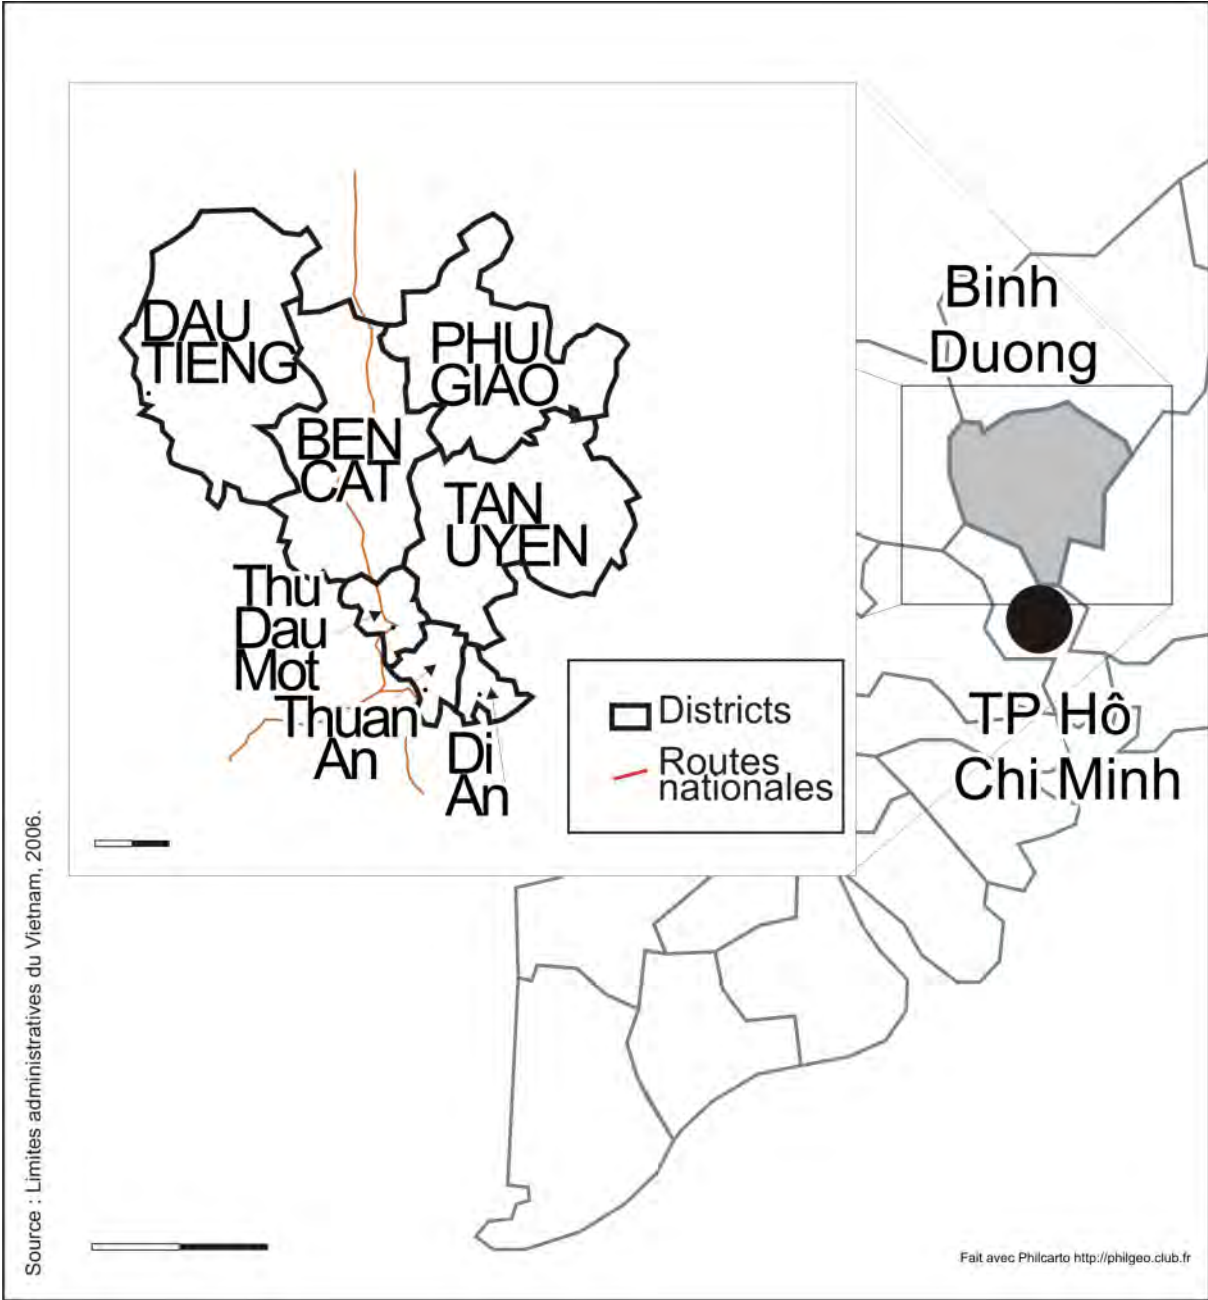 Binh
Duong
DAU
TIENG
PHU
GIAO
BEN
CAT
TAN
UYEN
Thu
Dau
Mot
Thuan
An
Di
An
Districts
Routes
nationales
TP Hô
Chi Minh
Source : Limites administratives du Vietnam, 2006.
Fait avec Philcarto http://philgeo.club.fr